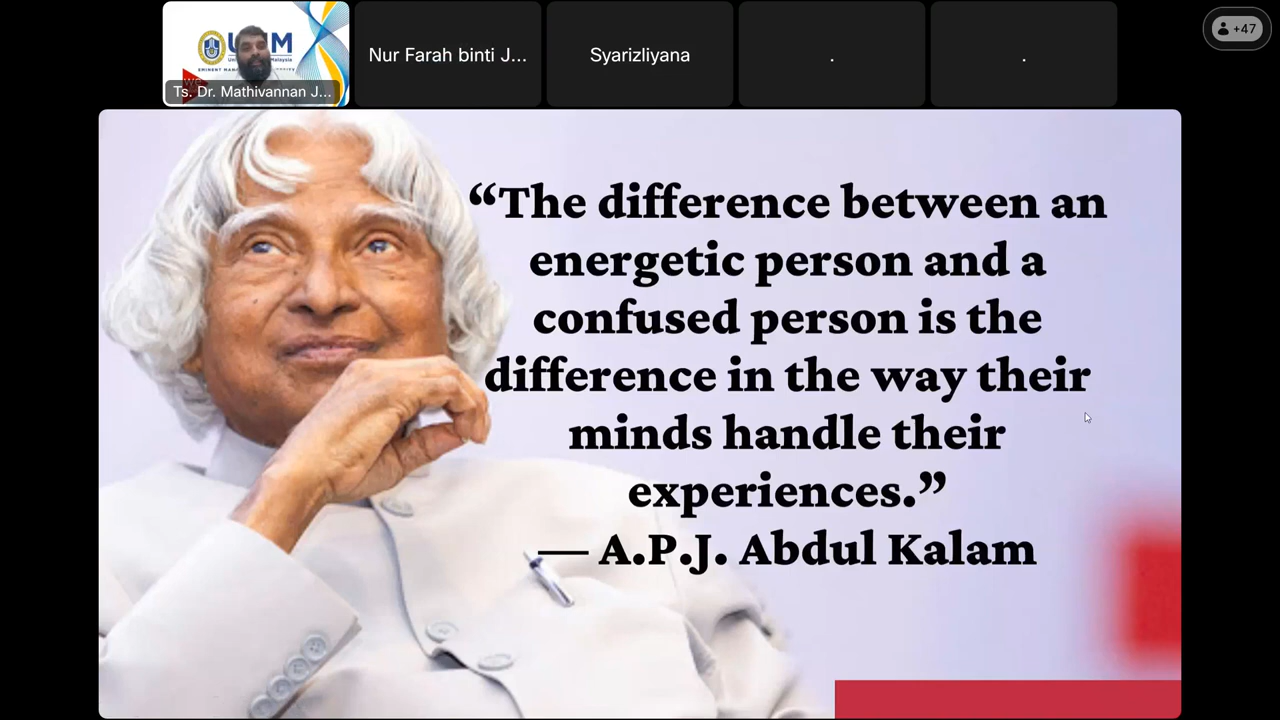 Ts. Dr. Mathivannan J...
Nur Farah binti J...
Syarizliyana
.
.
+47
“The difference between an
energetic person and a
confused person is the
difference in the way their
minds handle their
experiences.”
— A.P.J. Abdul Kalam